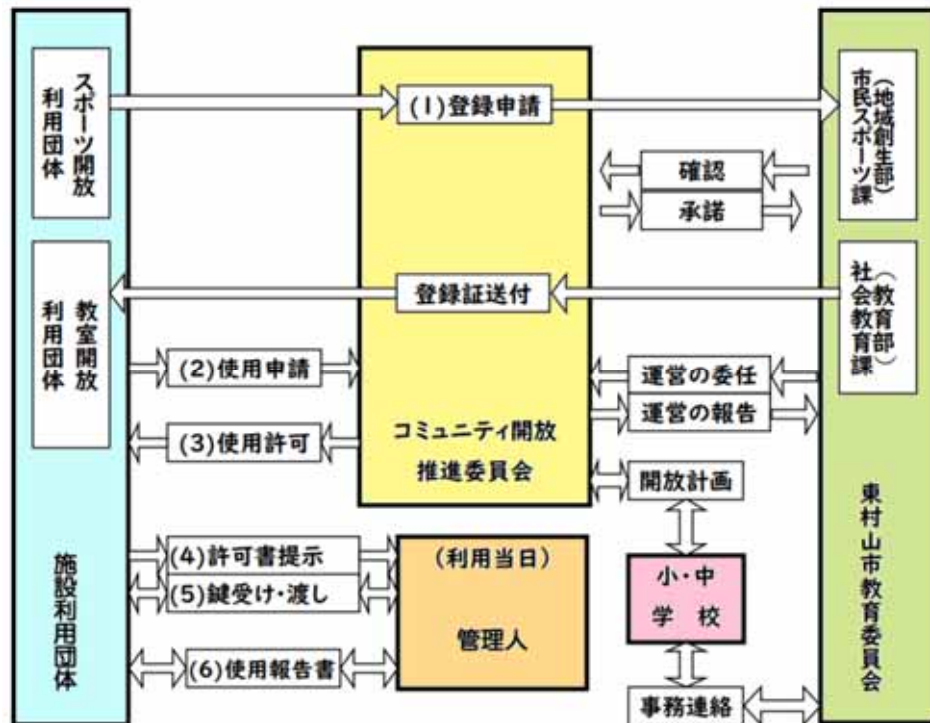 スポーツ開放
利用団体
(1)登録申請
(地域創生部)
市民スポーツ課
確認
承諾
教室開放
利用団体
登録証送付
(教育部)
社会教育課
(2)使用申請
(3)使用許可
コミュニティ開放
推進委員会
運営の委任
運営の報告
開放計画
施設利用団体
(4)許可書提示
(5)鍵受け・渡し
(6)使用報告書
(利用当日)
管理人
小・中
学 校
事務連絡
東村山市教育委員会